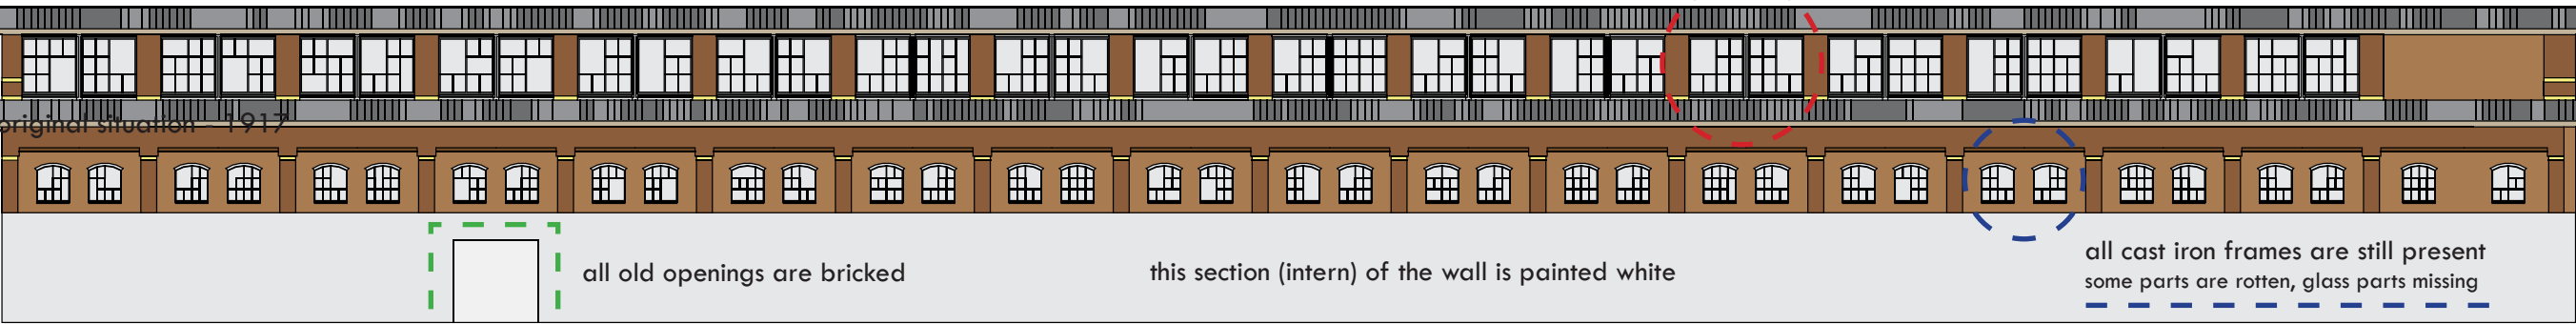 original situation - 1917
all old openings are bricked
this section (intern) of the wall is painted white
all cast iron frames are still present
some parts are rotten, glass parts missing